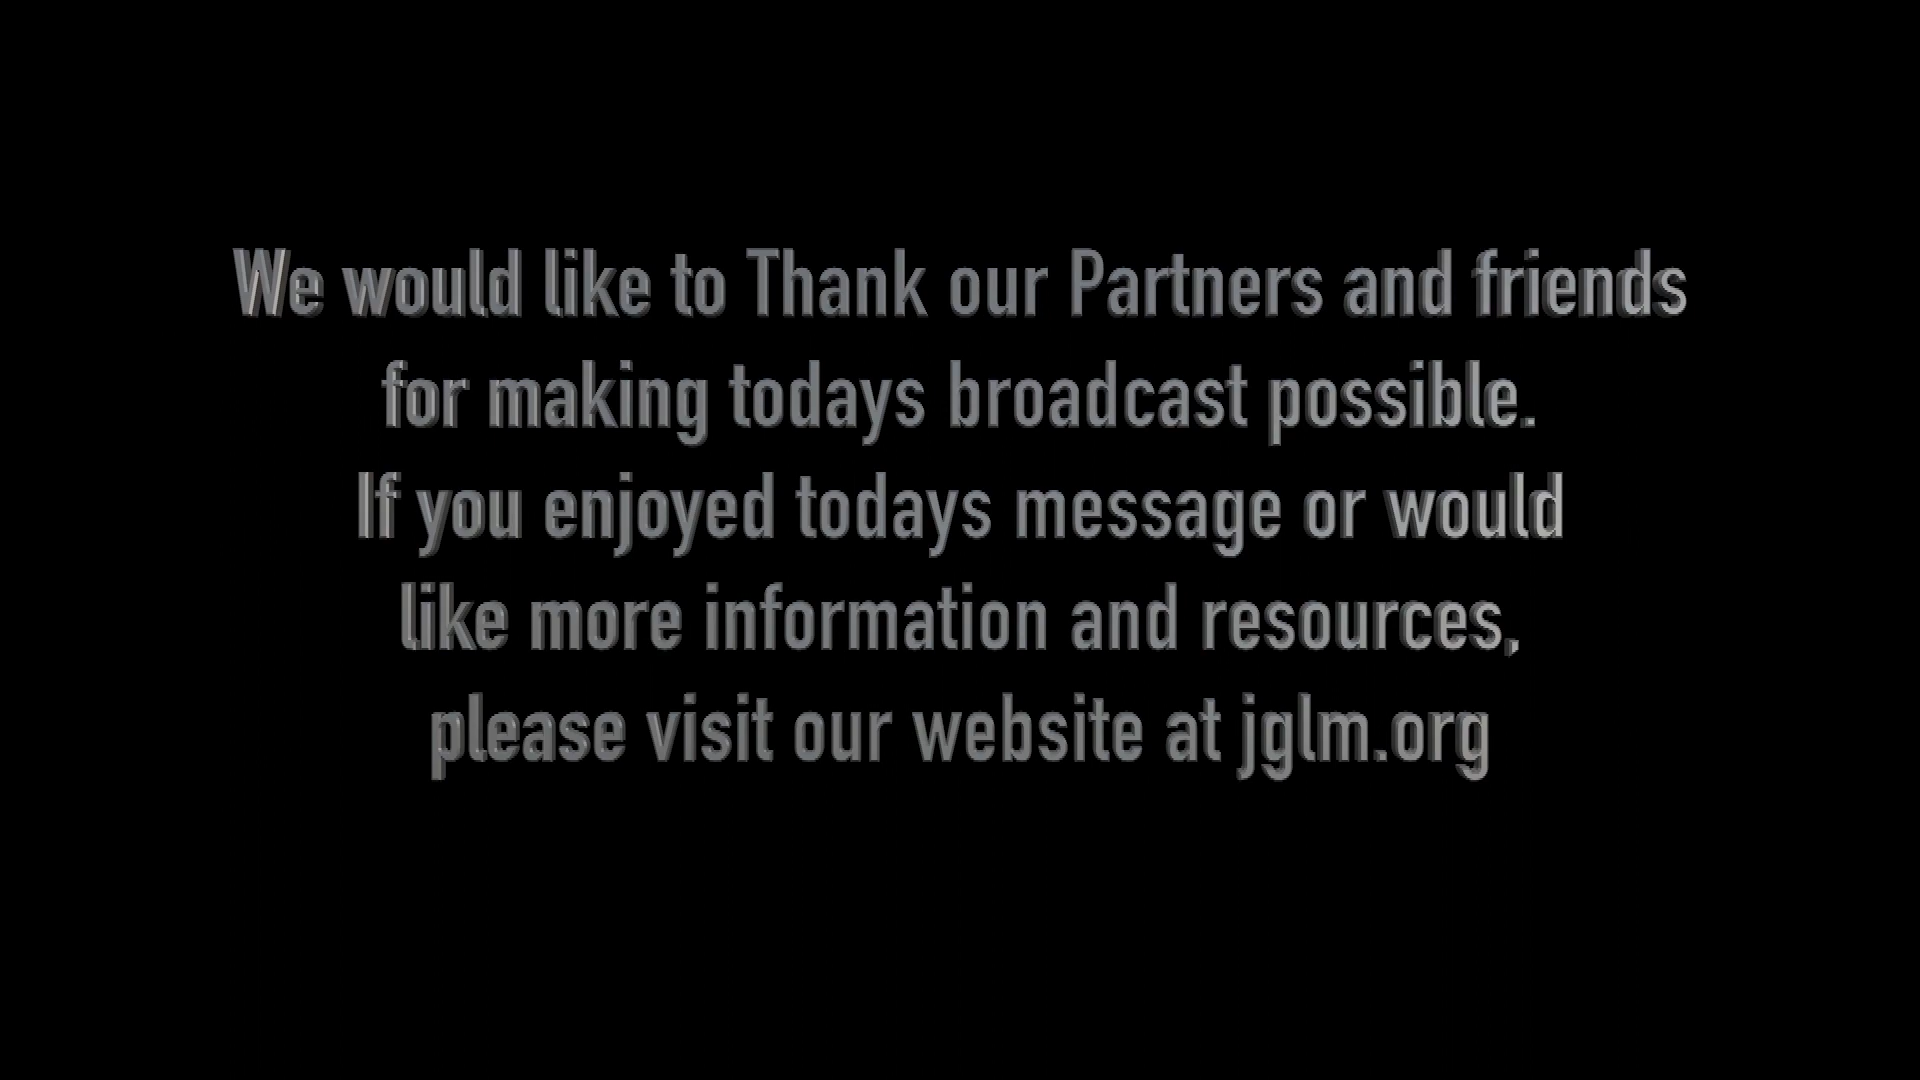 We would like to Thank our Partners and friends
for making todays broadcast possible.
If you enjoyed todays message or would
like more information and resources,
please visit our website at jglm.org